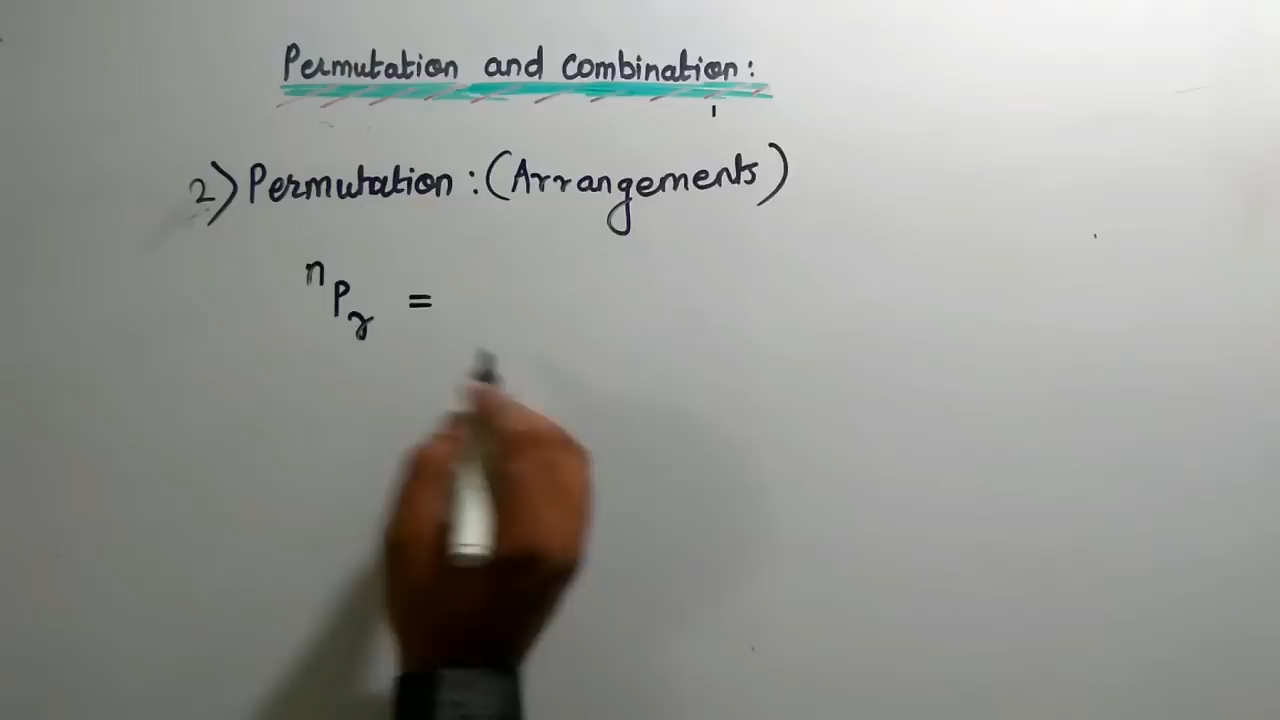 Permutation and combination:
2) Permutation: (Arrangements)
ⁿPᵣ =